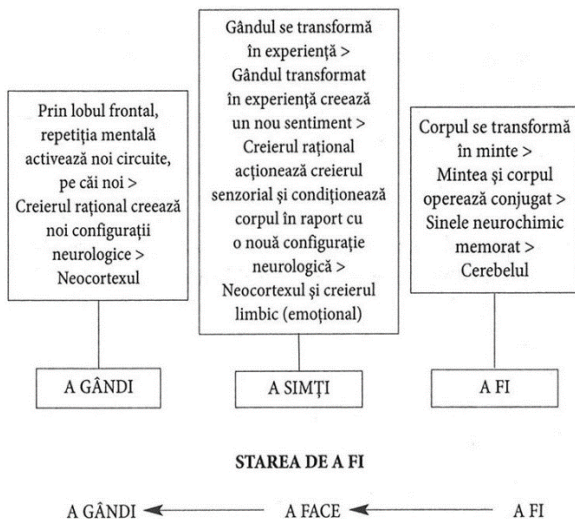 Prin lobul frontal,
repetiția mentală
activează noi circuite,
pe căi noi >
Creierul rațional creează
noi configurații
neurologice >
Neocortexul
Gândul se transformă
în experiență >
Gândul transformat
în experiență creează
un nou sentiment >
Creierul rațional
acționează creierul
senzorial și condiționează
corpul în raport cu
o nouă configurație
neurologică >
Neocortexul și creierul
limbic (emoțional)
Corpul se transformă
în minte >
Mintea și corpul
operează conjugat >
Sinele neurochimic
memorat >
Cerebelul
A GÂNDI
A SIMȚI
A FI
STAREA DE A FI
A GÂNDI
A FACE
A FI